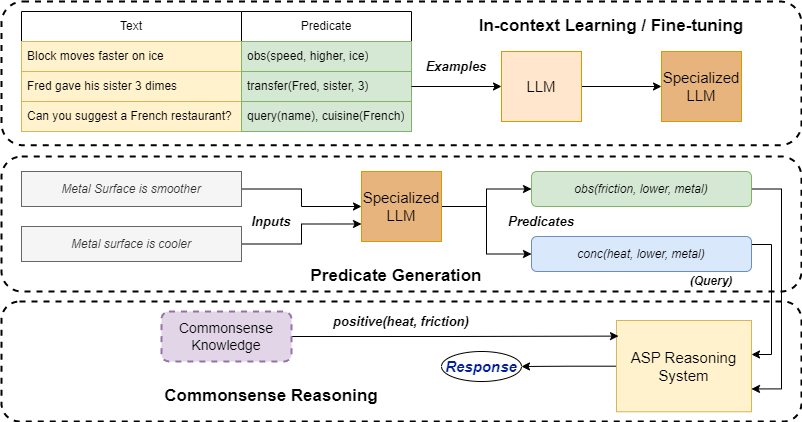 In-context Learning / Fine-tuning
Text Predicate
Block moves faster on ice obs(speed, higher, ice)
Fred gave his sister 3 dimes transfer(Fred, sister, 3)
Can you suggest a French restaurant? query(name), cuisine(French)
Examples
LLM
Specialized
LLM
Metal Surface is smoother
Metal surface is cooler
Inputs
Specialized
LLM
Predicates
obs(friction, lower, metal)
conc(heat, lower, metal)
(Query)
Predicate Generation
Commonsense
Knowledge
positive(heat, friction)
Response
ASP Reasoning
System
Commonsense Reasoning